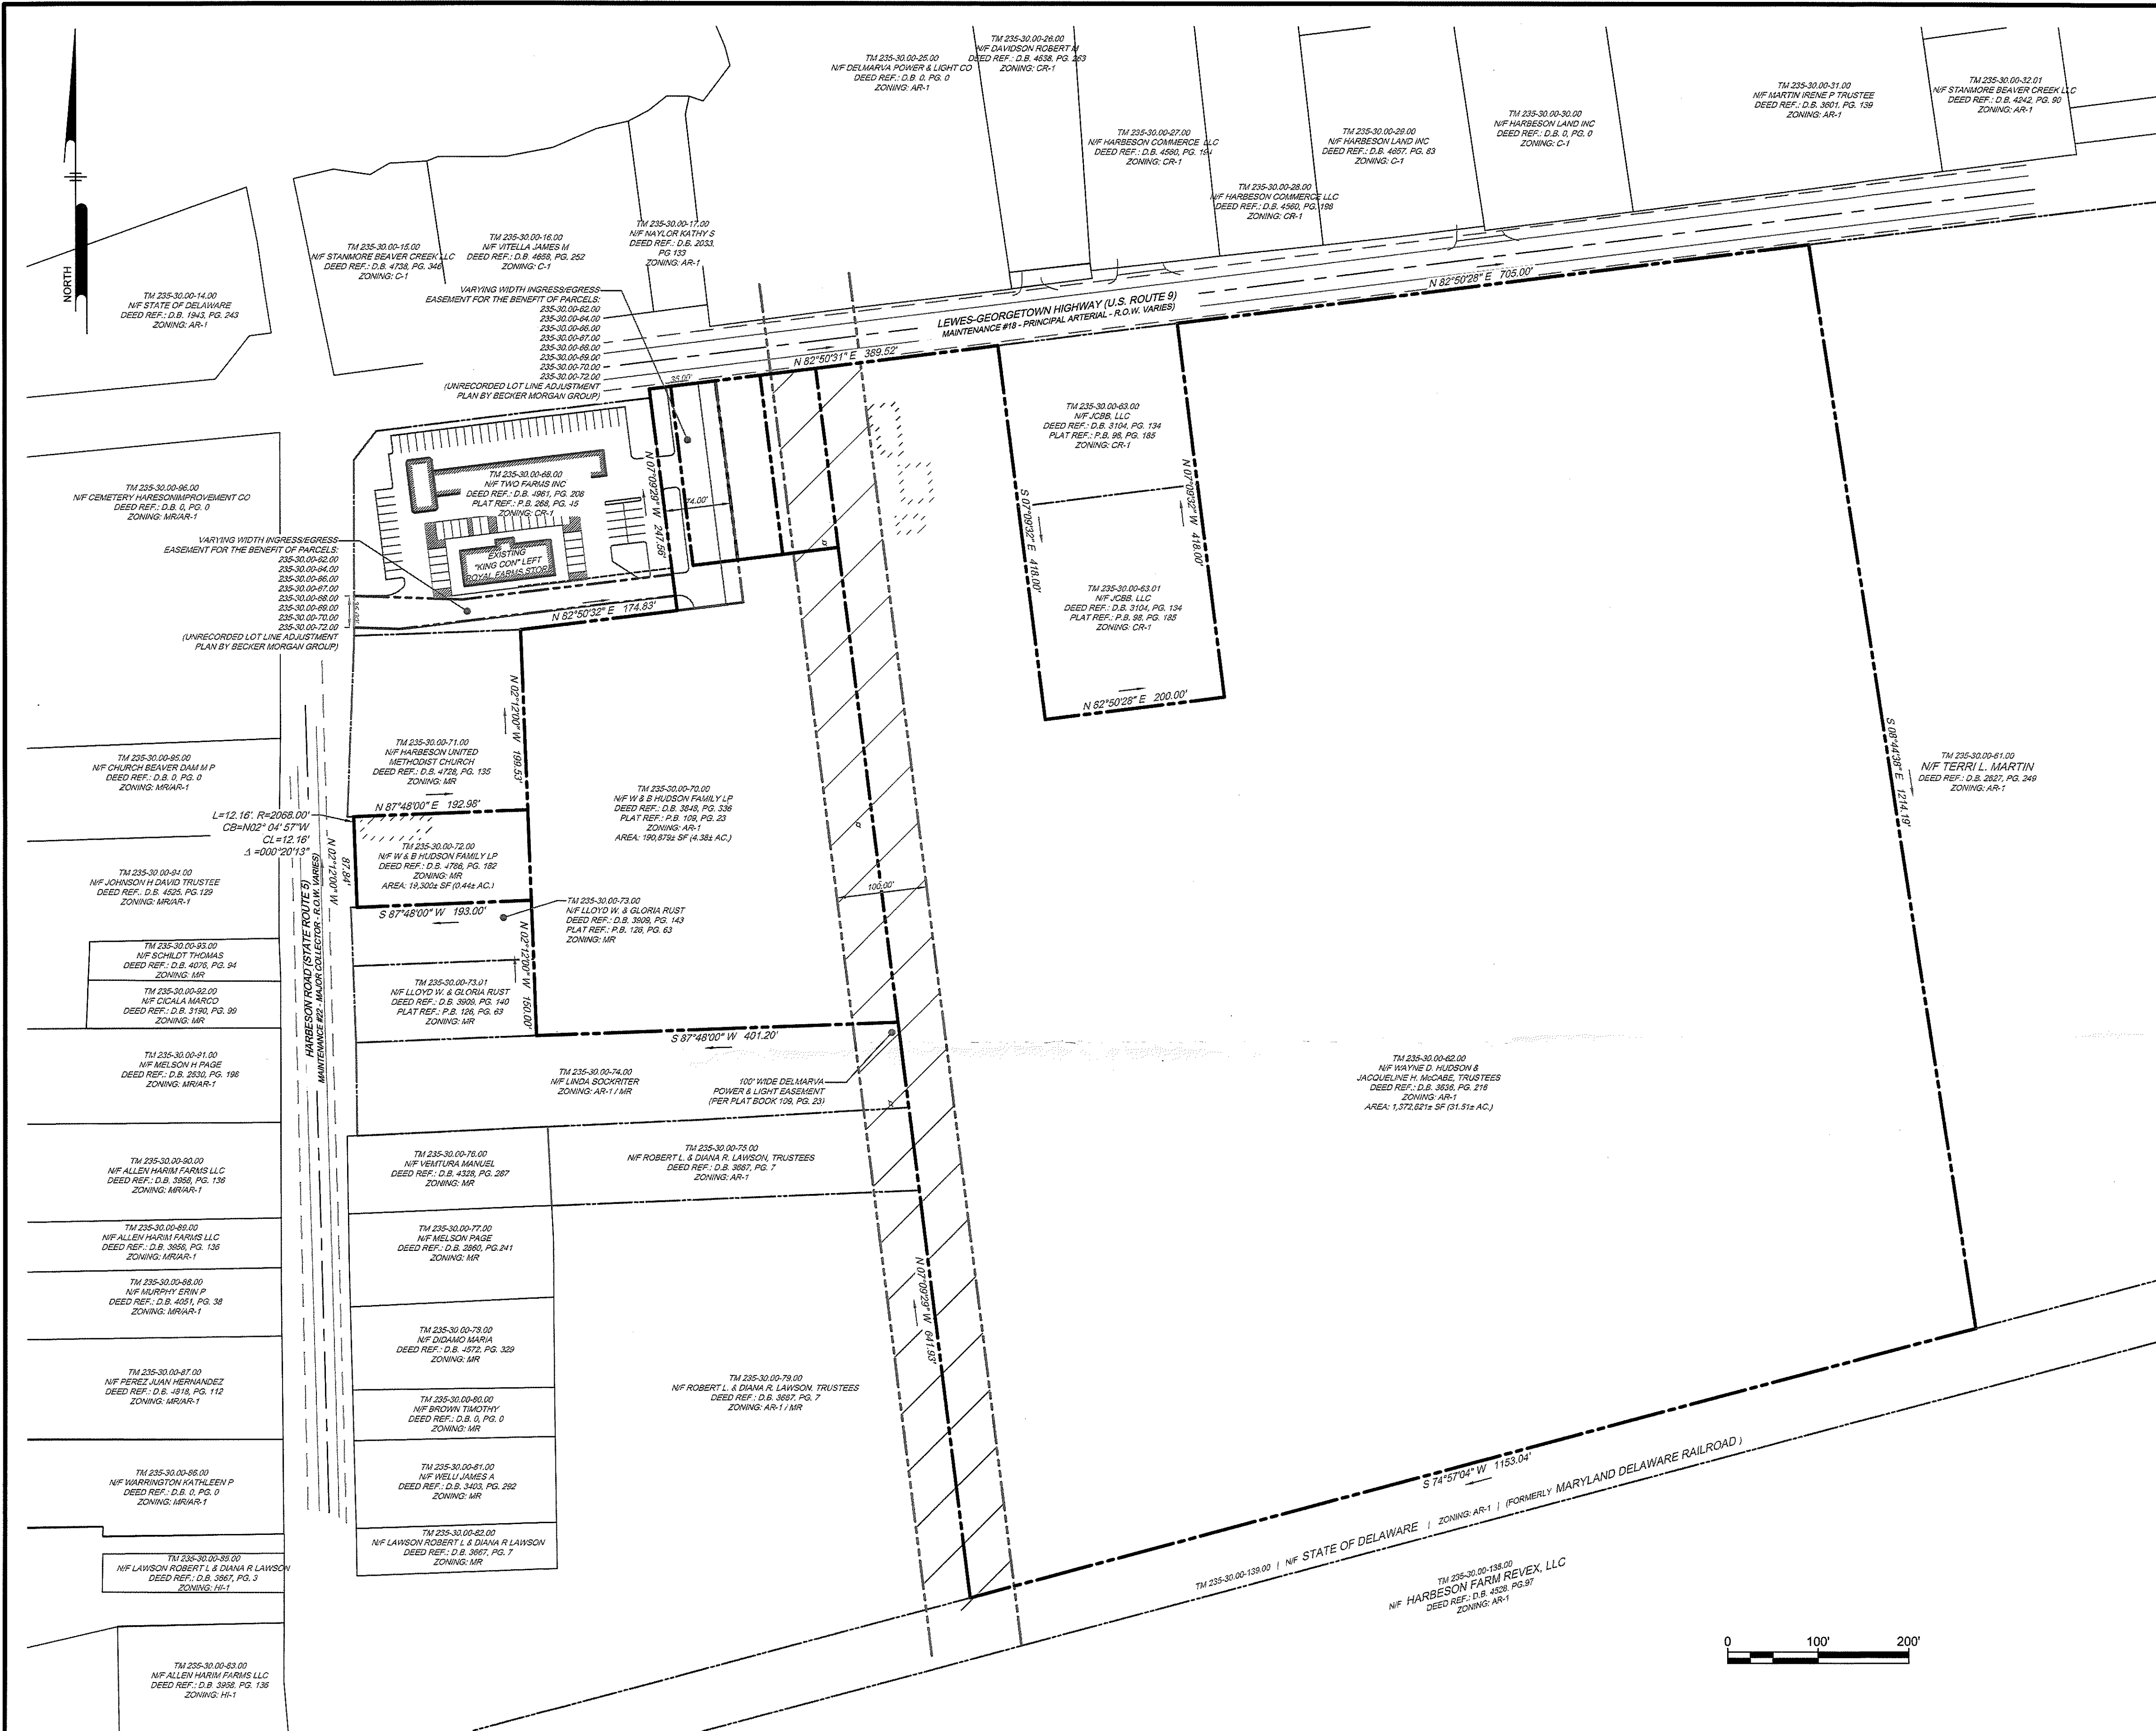 NORTH
TM 235-30.00-25.00
N/F DELMARVA POWER & LIGHT CO
DEED REF.: D.B. 0, PG. 0
ZONING: AR-1
TM 235-30.00-26.00
N/F DAVIDSON ROBERT M
DEED REF.: D.B. 4638, PG. 263
ZONING: CR-1
TM 235-30.00-27.00
N/F HARBESON COMMERCE LLC
DEED REF.: D.B. 4560, PG. 194
ZONING: CR-1
TM 235-30.00-28.00
N/F HARBESON COMMERCE LLC
DEED REF.: D.B. 4560, PG. 198
ZONING: CR-1
TM 235-30.00-29.00
N/F HARBESON LAND INC
DEED REF.: D.B. 4657, PG. 83
ZONING: C-1
TM 235-30.00-30.00
N/F HARBESON LAND INC
DEED REF.: D.B. 0, PG. 0
ZONING: C-1
TM 235-30.00-31.00
N/F MARTIN IRENE P TRUSTEE
DEED REF.: D.B. 3601, PG. 139
ZONING: AR-1
TM 235-30.00-32.01
N/F STANMORE BEAVER CREEK LLC
DEED REF.: D.B. 4242, PG. 90
ZONING: AR-1
TM 235-30.00-14.00
N/F STATE OF DELAWARE
DEED REF.: D.B. 1943, PG. 243
ZONING: AR-1
TM 235-30.00-15.00
N/F STANMORE BEAVER CREEK LLC
DEED REF.: D.B. 4738, PG. 346
ZONING: C-1
TM 235-30.00-16.00
N/F VITELLA JAMES M
DEED REF.: D.B. 4658, PG. 252
ZONING: C-1
TM 235-30.00-17.00
N/F NAYLOR KATHY S
DEED REF.: D.B. 2033,
PG 133
ZONING: AR-1
VARYING WIDTH INGRESS/EGRESS
EASEMENT FOR THE BENEFIT OF PARCELS:
235-30.00-62.00
235-30.00-64.00
235-30.00-66.00
235-30.00-67.00
235-30.00-68.00
235-30.00-69.00
235-30.00-70.00
235-30.00-72.00
(UNRECORDED LOT LINE ADJUSTMENT
PLAN BY BECKER MORGAN GROUP)
LEWES-GEORGETOWN HIGHWAY (U.S. ROUTE 9)
MAINTENANCE #18 - PRINCIPAL ARTERIAL - R.O.W. VARIES)
N 82°50'28" E 705.00'
N 82°50'31" E 389.52'
35.00'
TM 235-30.00-63.00
N/F JCBB, LLC
DEED REF.: D.B. 3104, PG. 134
PLAT REF.: P.B. 98, PG. 185
ZONING: CR-1
TM 235-30.00-68.00
N/F TWO FARMS INC
DEED REF.: D.B. 4961, PG. 208
PLAT REF.: P.B. 268, PG. 45
ZONING: CR-1
N 07°09'29" W 247.56'
74.00'
EXISTING
"KING CON" LEFT
ROYAL FARMS STORE
TM 235-30.00-96.00
N/F CEMETERY HARESONIMPROVEMENT CO
DEED REF.: D.B. 0, PG. 0
ZONING: MR/AR-1
VARYING WIDTH INGRESS/EGRESS
EASEMENT FOR THE BENEFIT OF PARCELS:
235-30.00-62.00
235-30.00-64.00
235-30.00-66.00
235-30.00-67.00
235-30.00-68.00
235-30.00-69.00
235-30.00-70.00
235-30.00-72.00
(UNRECORDED LOT LINE ADJUSTMENT
PLAN BY BECKER MORGAN GROUP)
N 82°50'32" E 174.83'
S 07°09'32" E 418.00'
N 07°09'32" W 418.00'
TM 235-30.00-63.01
N/F JCBB, LLC
DEED REF.: D.B. 3104, PG. 134
PLAT REF.: P.B. 98, PG. 185
ZONING: CR-1
N 82°50'28" E 200.00'
N 02°12'00" W 199.53'
TM 235-30.00-71.00
N/F HARBESON UNITED
METHODIST CHURCH
DEED REF.: D.B. 4728, PG. 135
ZONING: MR
N 87°48'00" E 192.98'
TM 235-30.00-95.00
N/F CHURCH BEAVER DAM M P
DEED REF.: D.B. 0, PG. 0
ZONING: MR/AR-1
L=12.16', R=2068.00'
CB=N02° 04' 57"W
CL=12.16'
Δ =000°20'13"
87.84'
N 02°12'00" W
TM 235-30.00-72.00
N/F W & B HUDSON FAMILY LP
DEED REF.: D.B. 4786, PG. 182
ZONING: MR
AREA: 19,300± SF (0.44± AC.)
S 87°48'00" W 193.00'
TM 235-30.00-70.00
N/F W & B HUDSON FAMILY LP
DEED REF.: D.B. 3848, PG. 336
PLAT REF.: P.B. 109, PG. 23
ZONING: AR-1
AREA: 190,879± SF (4.38± AC.)
S 08°44'38" E 1214.19'
TM 235-30.00-61.00
N/F TERRI L. MARTIN
DEED REF.: D.B. 2627, PG. 249
ZONING: AR-1
TM 235-30.00-94.00
N/F JOHNSON H DAVID TRUSTEE
DEED REF.: D.B. 4525, PG.129
ZONING: MR/AR-1
100.00'
TM 235-30.00-73.00
N/F LLOYD W. & GLORIA RUST
DEED REF.: D.B. 3909, PG. 143
PLAT REF.: P.B. 126, PG. 63
ZONING: MR
HARBESON ROAD (STATE ROUTE 5)
MAINTENANCE #22 - MAJOR COLLECTOR - R.O.W. VARIES)
TM 235-30.00-93.00
N/F SCHILDT THOMAS
DEED REF.: D.B. 4076, PG. 94
ZONING: MR
TM 235-30.00-92.00
N/F CICALA MARCO
DEED REF.: D.B. 3190, PG. 99
ZONING: MR
TM 235-30.00-73.01
N/F LLOYD W. & GLORIA RUST
DEED REF.: D.B. 3909, PG. 140
PLAT REF.: P.B. 126, PG. 63
ZONING: MR
N 02°12'00" W 150.00'
S 87°48'00" W 401.20'
TM 235-30.00-91.00
N/F MELSON H PAGE
DEED REF.: D.B. 2530, PG. 198
ZONING: MR/AR-1
TM 235-30.00-74.00
N/F LINDA SOCKRITER
ZONING: AR-1 / MR
100' WIDE DELMARVA
POWER & LIGHT EASEMENT
(PER PLAT BOOK 109, PG. 23)
TM 235-30.00-62.00
N/F WAYNE D. HUDSON &
JACQUELINE H. McCABE, TRUSTEES
DEED REF.: D.B. 3636, PG. 216
ZONING: AR-1
AREA: 1,372,621± SF (31.51± AC.)
TM 235-30.00-90.00
N/F ALLEN HARIM FARMS LLC
DEED REF.: D.B. 3958, PG. 136
ZONING: MR/AR-1
TM 235-30.00-76.00
N/F VEMTURA MANUEL
DEED REF.: D.B. 4328, PG. 267
ZONING: MR
TM 235-30.00-75.00
N/F ROBERT L. & DIANA R. LAWSON, TRUSTEES
DEED REF.: D.B. 3667, PG. 7
ZONING: AR-1
TM 235-30.00-89.00
N/F ALLEN HARIM FARMS LLC
DEED REF.: D.B. 3958, PG. 136
ZONING: MR/AR-1
TM 235-30.00-77.00
N/F MELSON PAGE
DEED REF.: D.B. 2860, PG.241
ZONING: MR
TM 235-30.00-88.00
N/F MURPHY ERIN P
DEED REF.: D.B. 4051, PG. 38
ZONING: MR/AR-1
N 07°09'29" W 641.93'
TM 235-30.00-79.00
N/F DIDAMO MARIA
DEED REF.: D.B. 4572, PG. 329
ZONING: MR
TM 235-30.00-87.00
N/F PEREZ JUAN HERNANDEZ
DEED REF.: D.B. 4818, PG. 112
ZONING: MR/AR-1
TM 235-30.00-80.00
N/F BROWN TIMOTHY
DEED REF.: D.B. 0, PG. 0
ZONING: MR
TM 235-30.00-79.00
N/F ROBERT L. & DIANA R. LAWSON, TRUSTEES
DEED REF.: D.B. 3667, PG. 7
ZONING: AR-1 / MR
TM 235-30.00-86.00
N/F WARRINGTON KATHLEEN P
DEED REF.: D.B. 0, PG. 0
ZONING: MR/AR-1
TM 235-30.00-81.00
N/F WELU JAMES A
DEED REF.: D.B. 3403, PG. 292
ZONING: MR
S 74°57'04" W 1153.04'
TM 235-30.00-139.00 | N/F STATE OF DELAWARE | ZONING: AR-1 | (FORMERLY MARYLAND DELAWARE RAILROAD )
TM 235-30.00-82.00
N/F LAWSON ROBERT L & DIANA R LAWSON
DEED REF.: D.B. 3667, PG. 7
ZONING: MR
TM 235-30.00-85.00
N/F LAWSON ROBERT L & DIANA R LAWSON
DEED REF.: D.B. 3667, PG. 3
ZONING: HI-1
TM 235-30.00-138.00
N/F HARBESON FARM REVEX, LLC
DEED REF.: D.B. 4528, PG.97
ZONING: AR-1
TM 235-30.00-83.00
N/F ALLEN HARIM FARMS LLC
DEED REF.: D.B. 3958, PG. 136
ZONING: HI-1
0 100' 200'